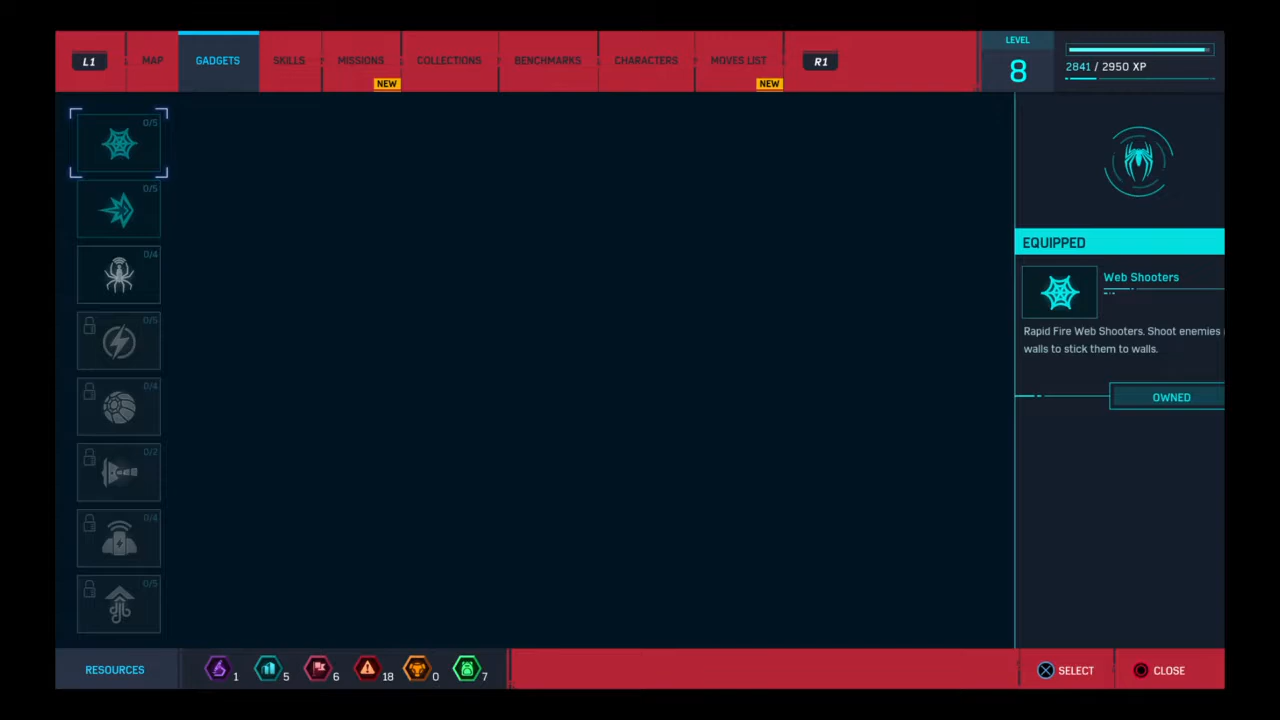 L1 MAP GADGETS SKILLS MISSIONS COLLECTIONS BENCHMARKS CHARACTERS MOVES LIST R1
NEW NEW
LEVEL
8
2841 / 2950 XP
0/5
0/5
0/4
0/5
0/4
0/2
0/4
0/5
EQUIPPED
Web Shooters
Rapid Fire Web Shooters. Shoot enemies
walls to stick them to walls.
OWNED
RESOURCES 1 5 6 18 0 7 SELECT CLOSE